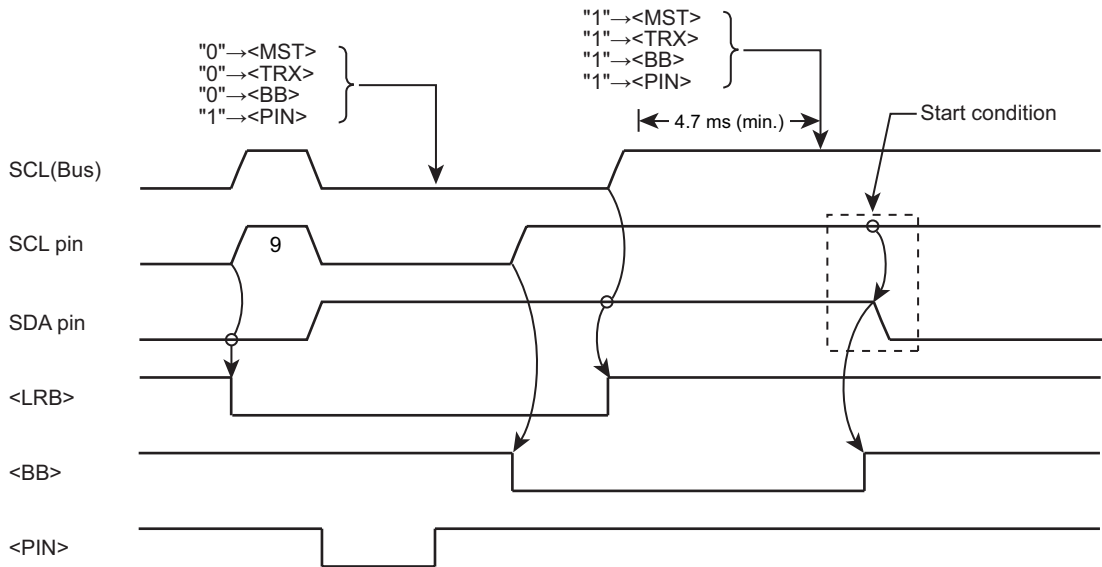 "0"→<MST>
"0"→<TRX>
"0"→<BB>
"1"→<PIN>
"1"→<MST>
"1"→<TRX>
"1"→<BB>
"1"→<PIN>
4.7 ms (min.)
Start condition
SCL(Bus)
SCL pin
9
SDA pin
<LRB>
<BB>
<PIN>